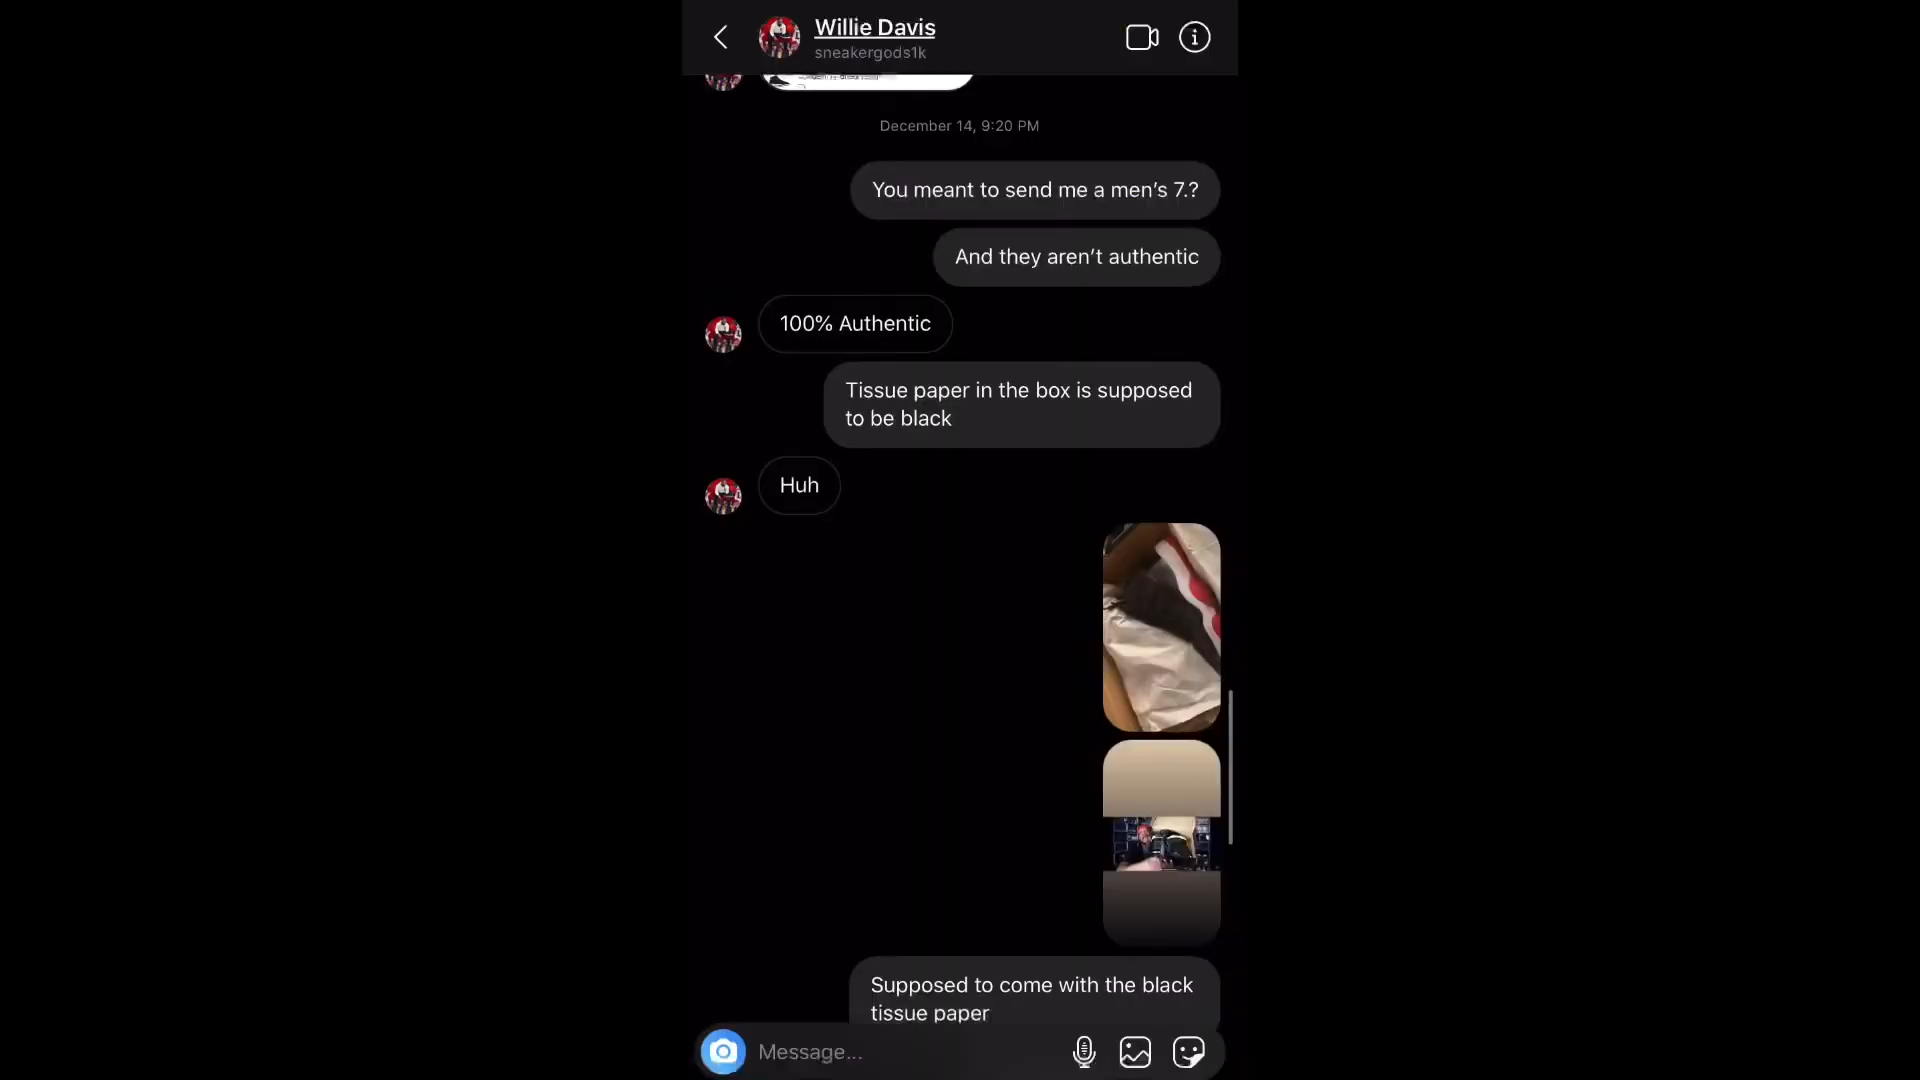 Willie Davis
sneakergods1k
December 14, 9:20 PM
You meant to send me a men’s 7.?
And they aren’t authentic
100% Authentic
Tissue paper in the box is supposed
to be black
Huh
Supposed to come with the black
tissue paper
Message...